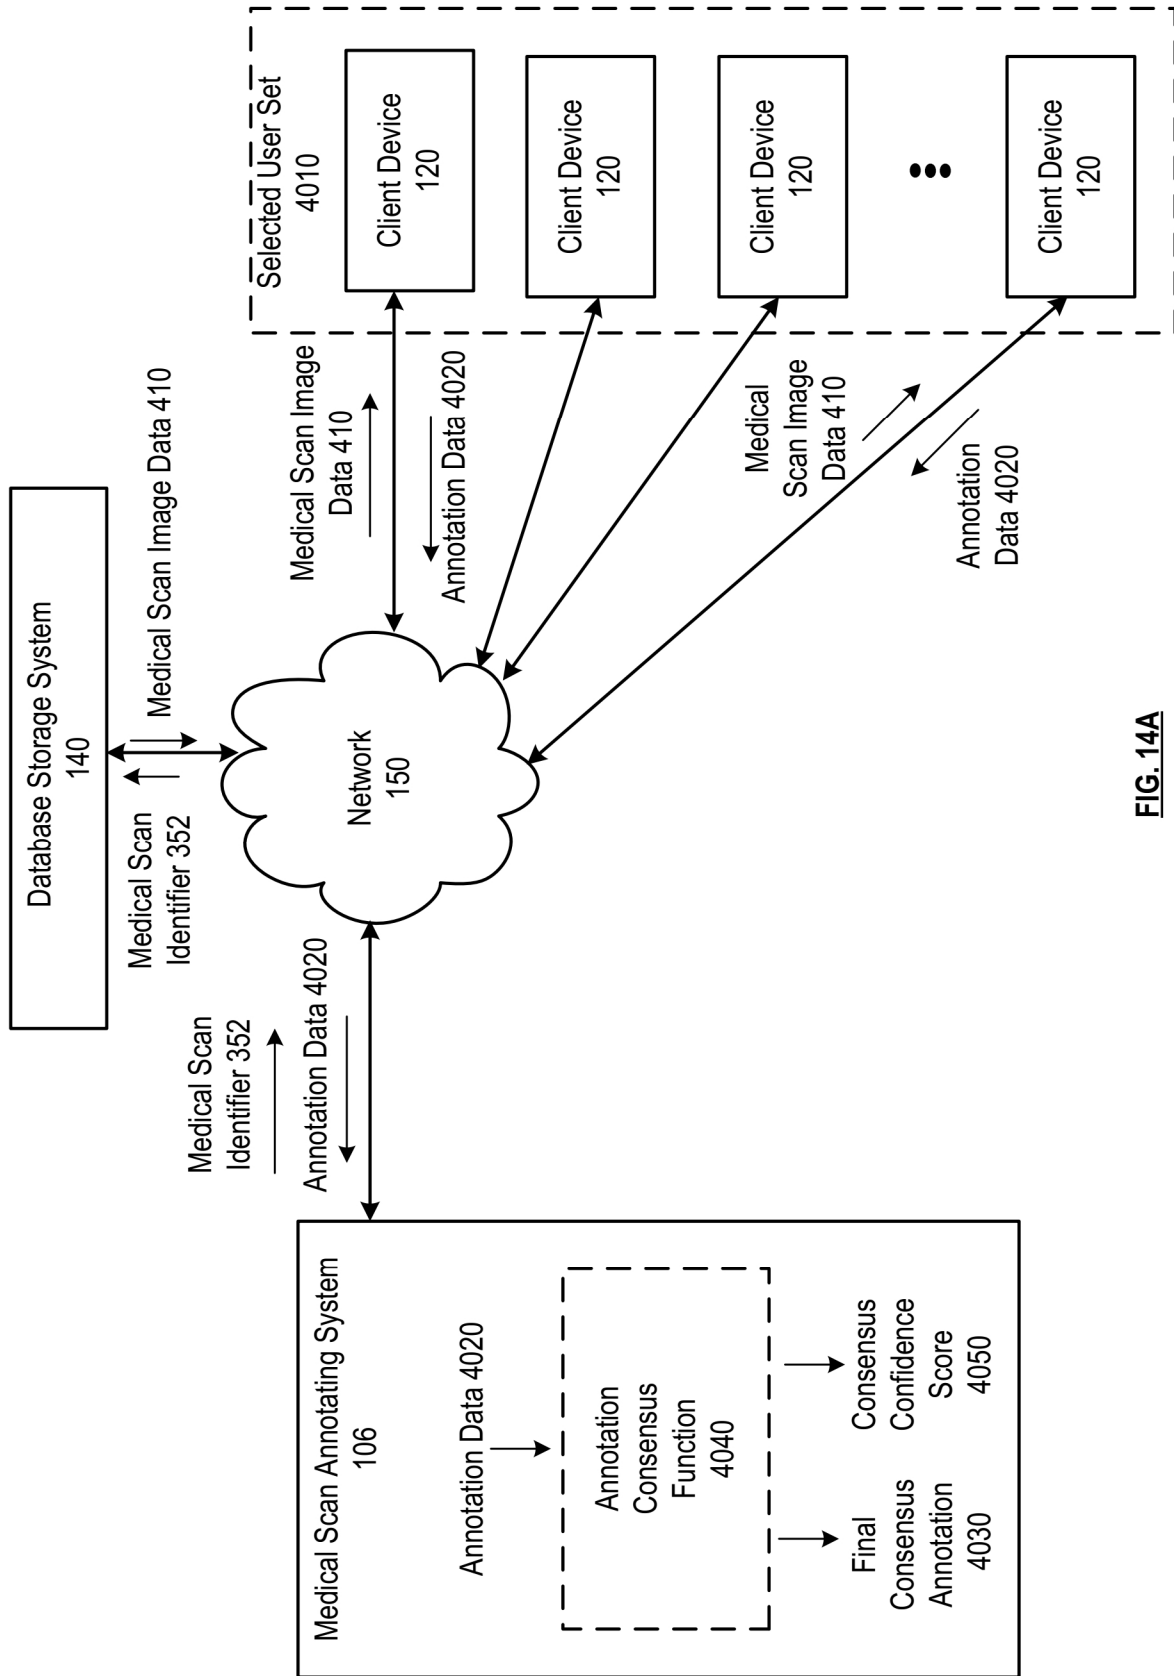 Database Storage System
140
Medical Scan
Identifier 352
Medical Scan Image Data 410
Medical Scan
Identifier 352
Annotation Data 4020
Network
150
Medical Scan Image
Data 410
Annotation Data 4020
Medical
Scan Image
Data 410
Annotation
Data 4020
Selected User Set
4010
Client Device
120
Client Device
120
Client Device
120
Client Device
120
Medical Scan Annotating System
106
Annotation Data 4020
Annotation
Consensus
Function
4040
Final
Consensus
Annotation
4030
Consensus
Confidence
Score
4050
FIG. 14A